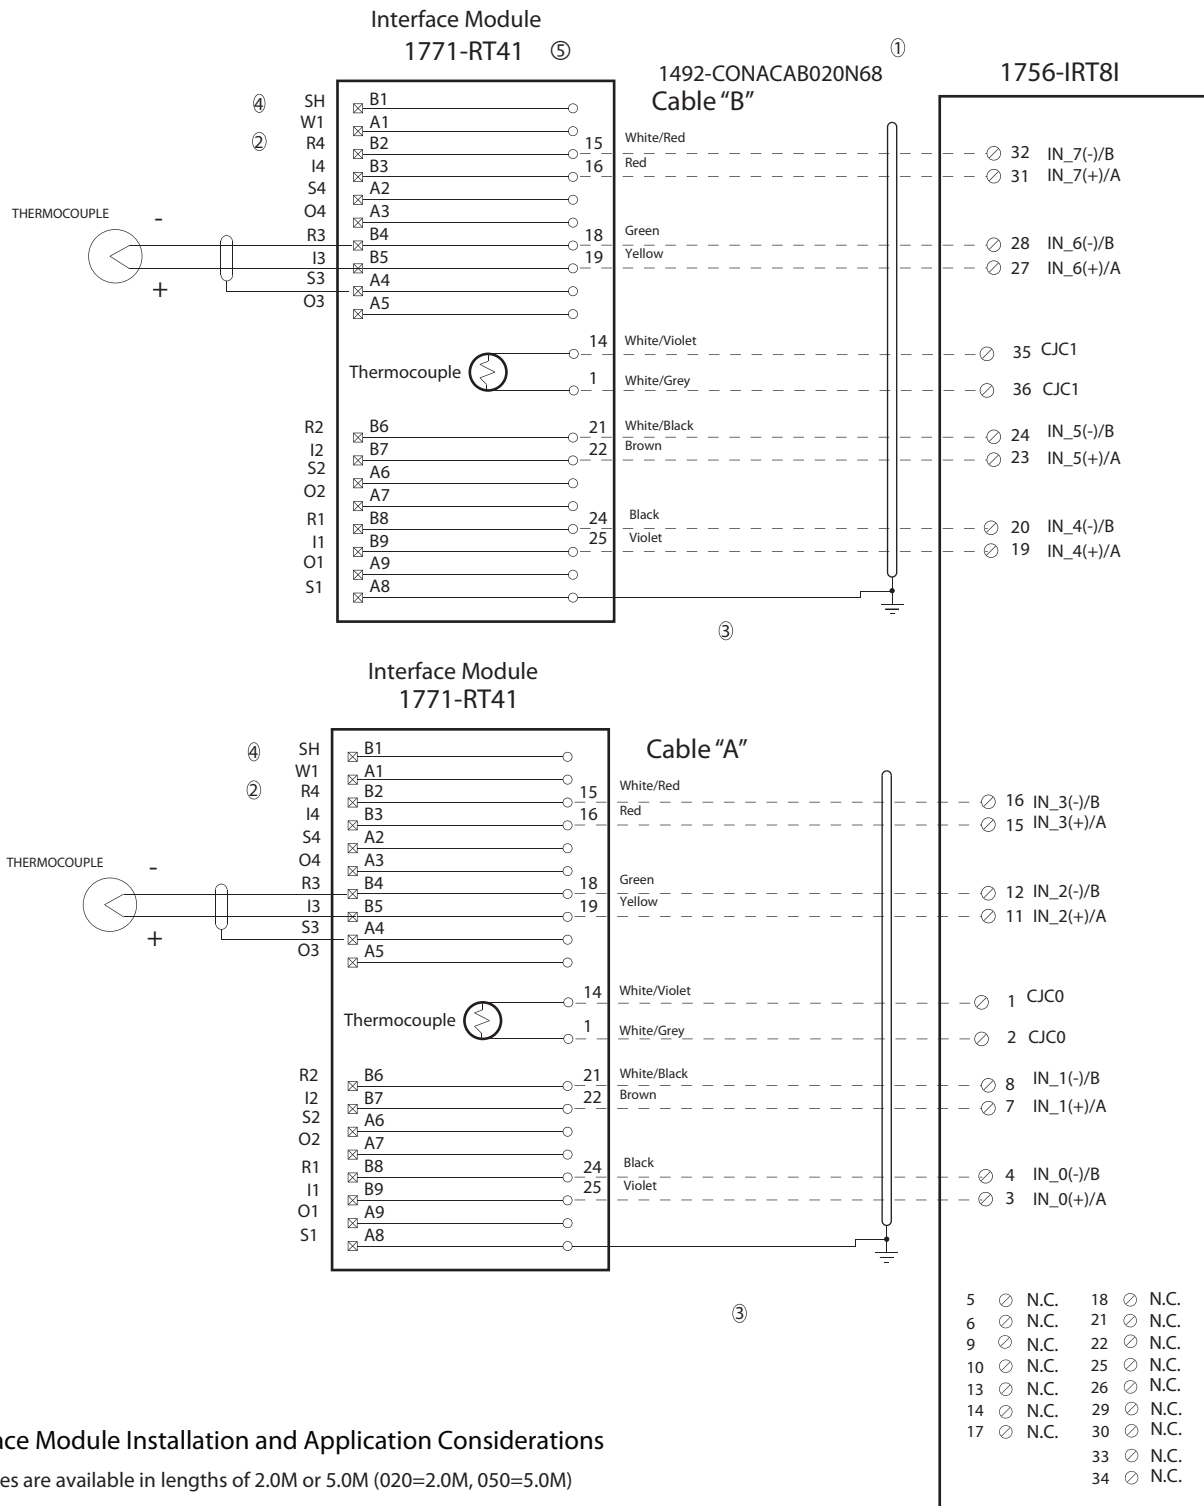 Interface Module
1771-RT41 ⑤
①
1492-CONACAB020N68
Cable “B”
1756-IRT8I
④ SH B1
W1 A1
② R4 B2 15 White/Red 32 IN_7(-)/B
I4 B3 16 Red 31 IN_7(+)/A
S4 A2
O4 A3
THERMOCOUPLE
-
R3 B4 18 Green 28 IN_6(-)/B
I3 B5 19 Yellow 27 IN_6(+)/A
+
S3 A4
O3 A5
14 White/Violet 35 CJC1
Thermocouple
1 White/Grey 36 CJC1
R2 B6 21 White/Black 24 IN_5(-)/B
I2 B7 22 Brown 23 IN_5(+)/A
S2 A6
O2 A7
R1 B8 24 Black 20 IN_4(-)/B
I1 B9 25 Violet 19 IN_4(+)/A
O1 A9
S1 A8
③
Interface Module
1771-RT41
Cable “A”
④ SH B1
W1 A1
② R4 B2 15 White/Red 16 IN_3(-)/B
I4 B3 16 Red 15 IN_3(+)/A
S4 A2
O4 A3
THERMOCOUPLE
-
R3 B4 18 Green 12 IN_2(-)/B
I3 B5 19 Yellow 11 IN_2(+)/A
+
S3 A4
O3 A5
14 White/Violet 1 CJC0
Thermocouple
1 White/Grey 2 CJC0
R2 B6 21 White/Black 8 IN_1(-)/B
I2 B7 22 Brown 7 IN_1(+)/A
S2 A6
O2 A7
R1 B8 24 Black 4 IN_0(-)/B
I1 B9 25 Violet 3 IN_0(+)/A
O1 A9
S1 A8
③
5 N.C. 18 N.C.
6 N.C. 21 N.C.
9 N.C. 22 N.C.
10 N.C. 25 N.C.
13 N.C. 26 N.C.
14 N.C. 29 N.C.
17 N.C. 30 N.C.
33 N.C.
34 N.C.
ace Module Installation and Application Considerations
es are available in lengths of 2.0M or 5.0M (020=2.0M, 050=5.0M)